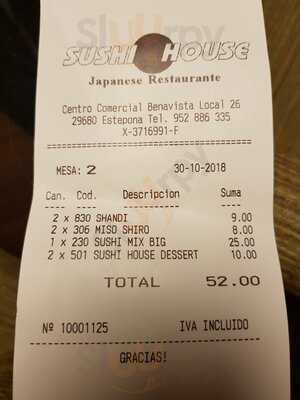 SUSHI HOUSE
Japanese Restaurante
Centro Comercial Benavista Local 26
29680 Estepona Tel. 952 886 335
X-3716991-F
MESA: 2 30-10-2018
Can. Cod. Descripcion Suma
2 x 830 SHANDI 9.00
2 x 306 MISO SHIRO 8.00
1 x 230 SUSHI MIX BIG 25.00
2 x 501 SUSHI HOUSE DESSERT 10.00
TOTAL 52.00
Nº 10001125 IVA INCLUIDO
GRACIAS!